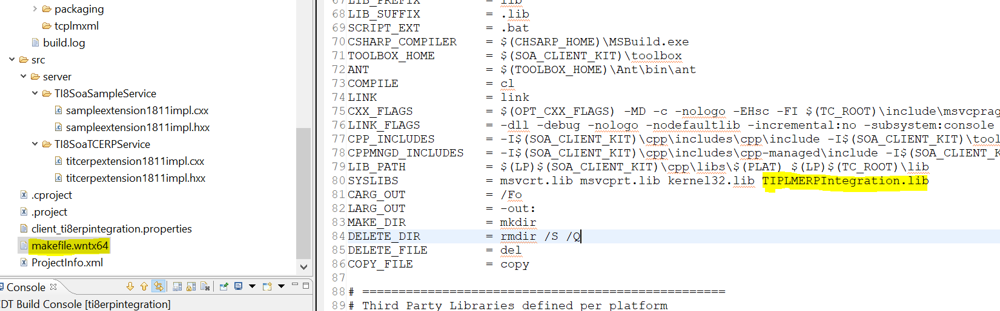 packaging
tcplmxml
build.log
src
server
TI8SoaSampleService
sampleextension1811impl.cxx
sampleextension1811impl.hxx
TI8SoaTCERPService
titcerpextension1811impl.cxx
titcerpextension1811impl.hxx
.cproject
.project
client_ti8erpintegration.properties
makefile.wntx64
ProjectInfo.xml
Console
CDT Build Console [ti8erpintegration]
67 LIB_PREFIX = lib
68 LIB_SUFFIX = .lib
69 SCRIPT_EXT = .bat
70 CSHARP_COMPILER = $(CHSARP_HOME)\MSBuild.exe
71 TOOLBOX_HOME = $(SOA_CLIENT_KIT)\toolbox
72 ANT = $(TOOLBOX_HOME)\Ant\bin\ant
73 COMPILE = cl
74 LINK = link
75 CXX_FLAGS = $(OPT_CXX_FLAGS) -MD -c -nologo -EHsc -FI $(TC_ROOT)\include\msvcprag
76 LINK_FLAGS = -dll -debug -nologo -nodefaultlib -incremental:no -subsystem:console
77 CPP_INCLUDES = -I$(SOA_CLIENT_KIT)\cpp\includes\cpp\include -I$(SOA_CLIENT_KIT)\tool
78 CPPMNGD_INCLUDES = -I$(SOA_CLIENT_KIT)\cpp\includes\cpp-managed\include -I$(SOA_CLIENT_K
79 LIB_PATH = $(LP)$(SOA_CLIENT_KIT)\cpp\libs\$(PLAT) $(LP)$(TC_ROOT)\lib
80 SYSLIBS = msvcrt.lib msvcprt.lib kernel32.lib TIPLMERPIntegration.lib
81 CARG_OUT = /Fo
82 LARG_OUT = -out:
83 MAKE_DIR = mkdir
84 DELETE_DIR = rmdir /S /Q
85 DELETE_FILE = del
86 COPY_FILE = copy
87
88 # ==================================================
89 # Third Party Libraries defined per platform